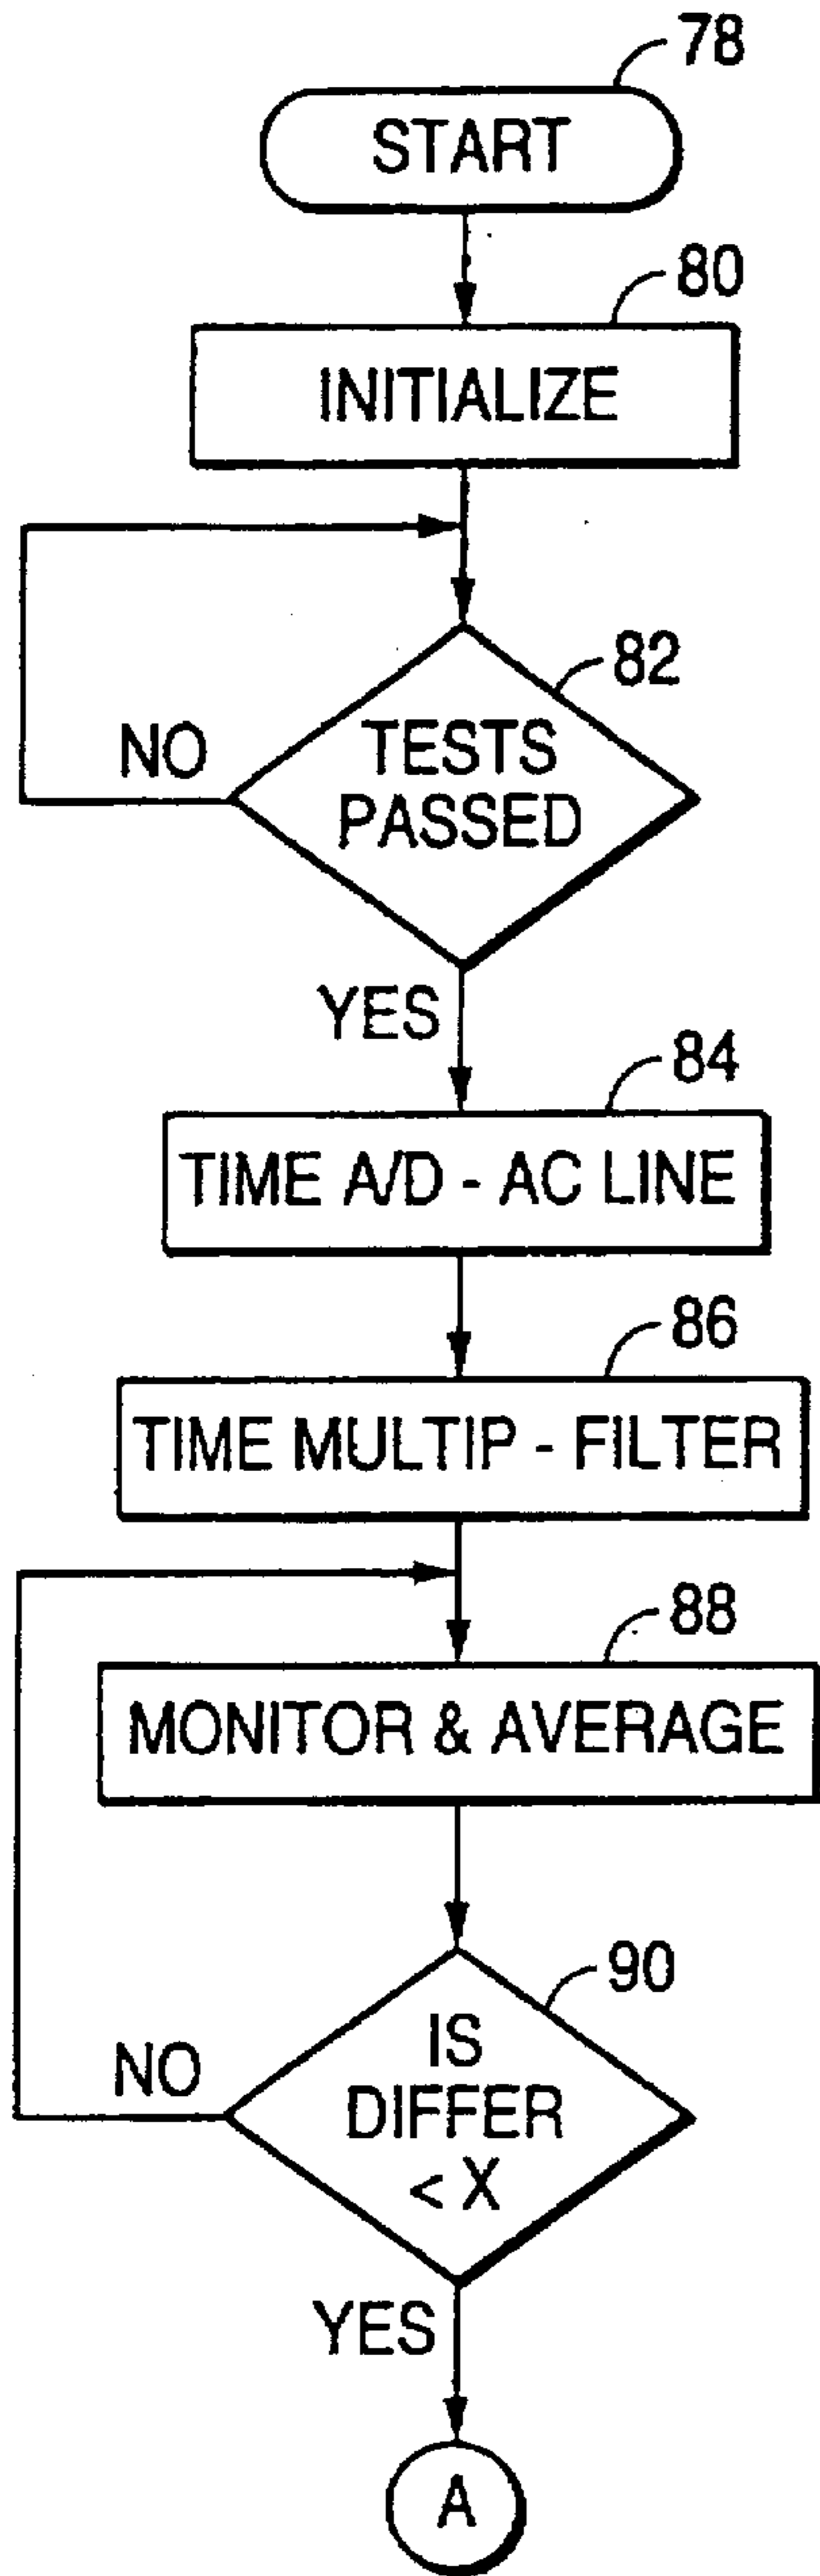 78
START
80
INITIALIZE
82
TESTS
PASSED
NO
YES
84
TIME A/D - AC LINE
86
TIME MULTIP - FILTER
88
MONITOR & AVERAGE
90
IS
DIFFER
< X
NO
YES
A